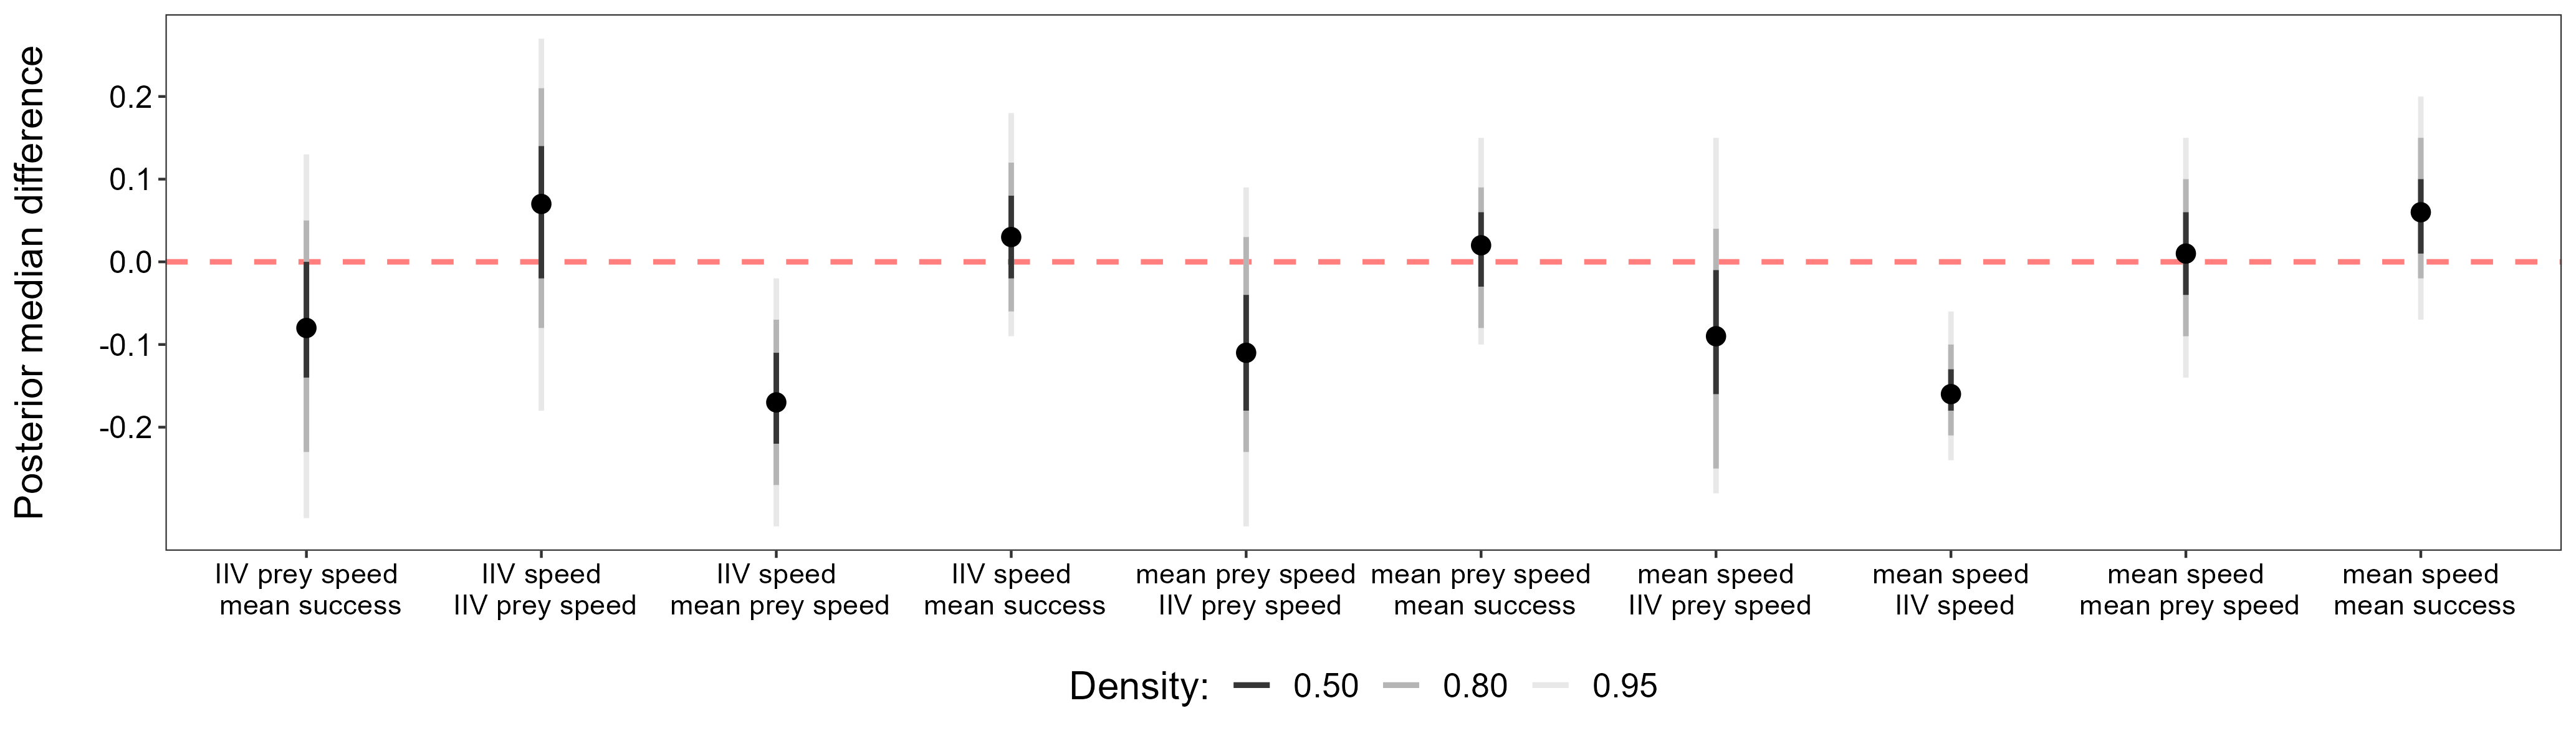 Posterior median difference
0.2
0.1
0.0
-0.1
-0.2
IIV prey speed
mean success
IIV speed
IIV prey speed
IIV speed
mean prey speed
IIV speed
mean success
mean prey speed
IIV prey speed
mean prey speed
mean success
mean speed
IIV prey speed
mean speed
IIV speed
mean speed
mean prey speed
mean speed
mean success
Density: 0.50 0.80 0.95